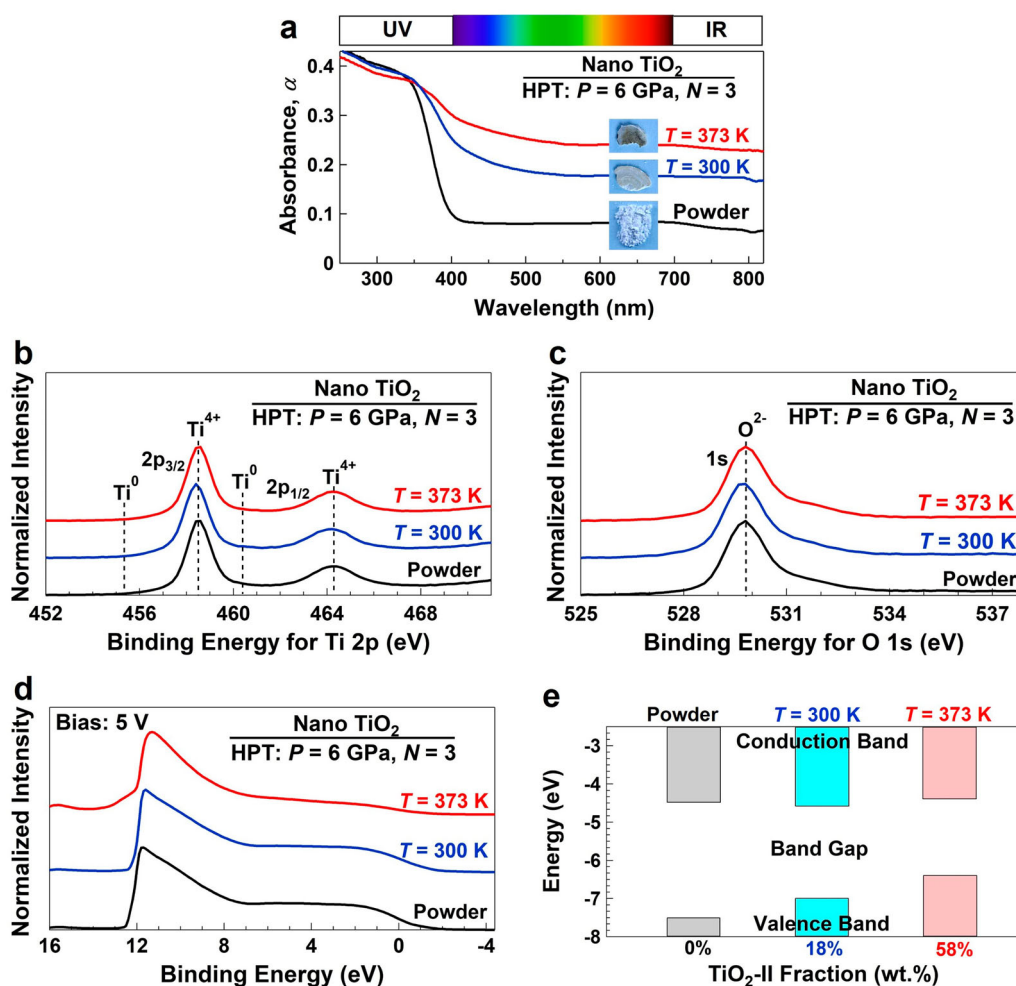 a
UV IR
Nano TiO₂
HPT: P = 6 GPa, N = 3
T = 373 K
T = 300 K
Powder
0.4
0.3
0.2
0.1
0
Absorbance, α
300 400 500 600 700 800
Wavelength (nm)
b
Nano TiO₂
HPT: P = 6 GPa, N = 3
Ti⁴⁺
2p₃/₂
Ti⁰
Ti⁰
2p₁/₂
Ti⁴⁺
T = 373 K
T = 300 K
Powder
Normalized Intensity
452 456 460 464 468
Binding Energy for Ti 2p (eV)
c
Nano TiO₂
HPT: P = 6 GPa, N = 3
O²⁻
1s
T = 373 K
T = 300 K
Powder
Normalized Intensity
525 528 531 534 537
Binding Energy for O 1s (eV)
d
Bias: 5 V
Nano TiO₂
HPT: P = 6 GPa, N = 3
T = 373 K
T = 300 K
Powder
Normalized Intensity
16 12 8 4 0 -4
Binding Energy (eV)
e
Powder T = 300 K T = 373 K
Conduction Band
Band Gap
Valence Band
-3
-4
-5
-6
-7
-8
Energy (eV)
0% 18% 58%
TiO₂-II Fraction (wt.%)